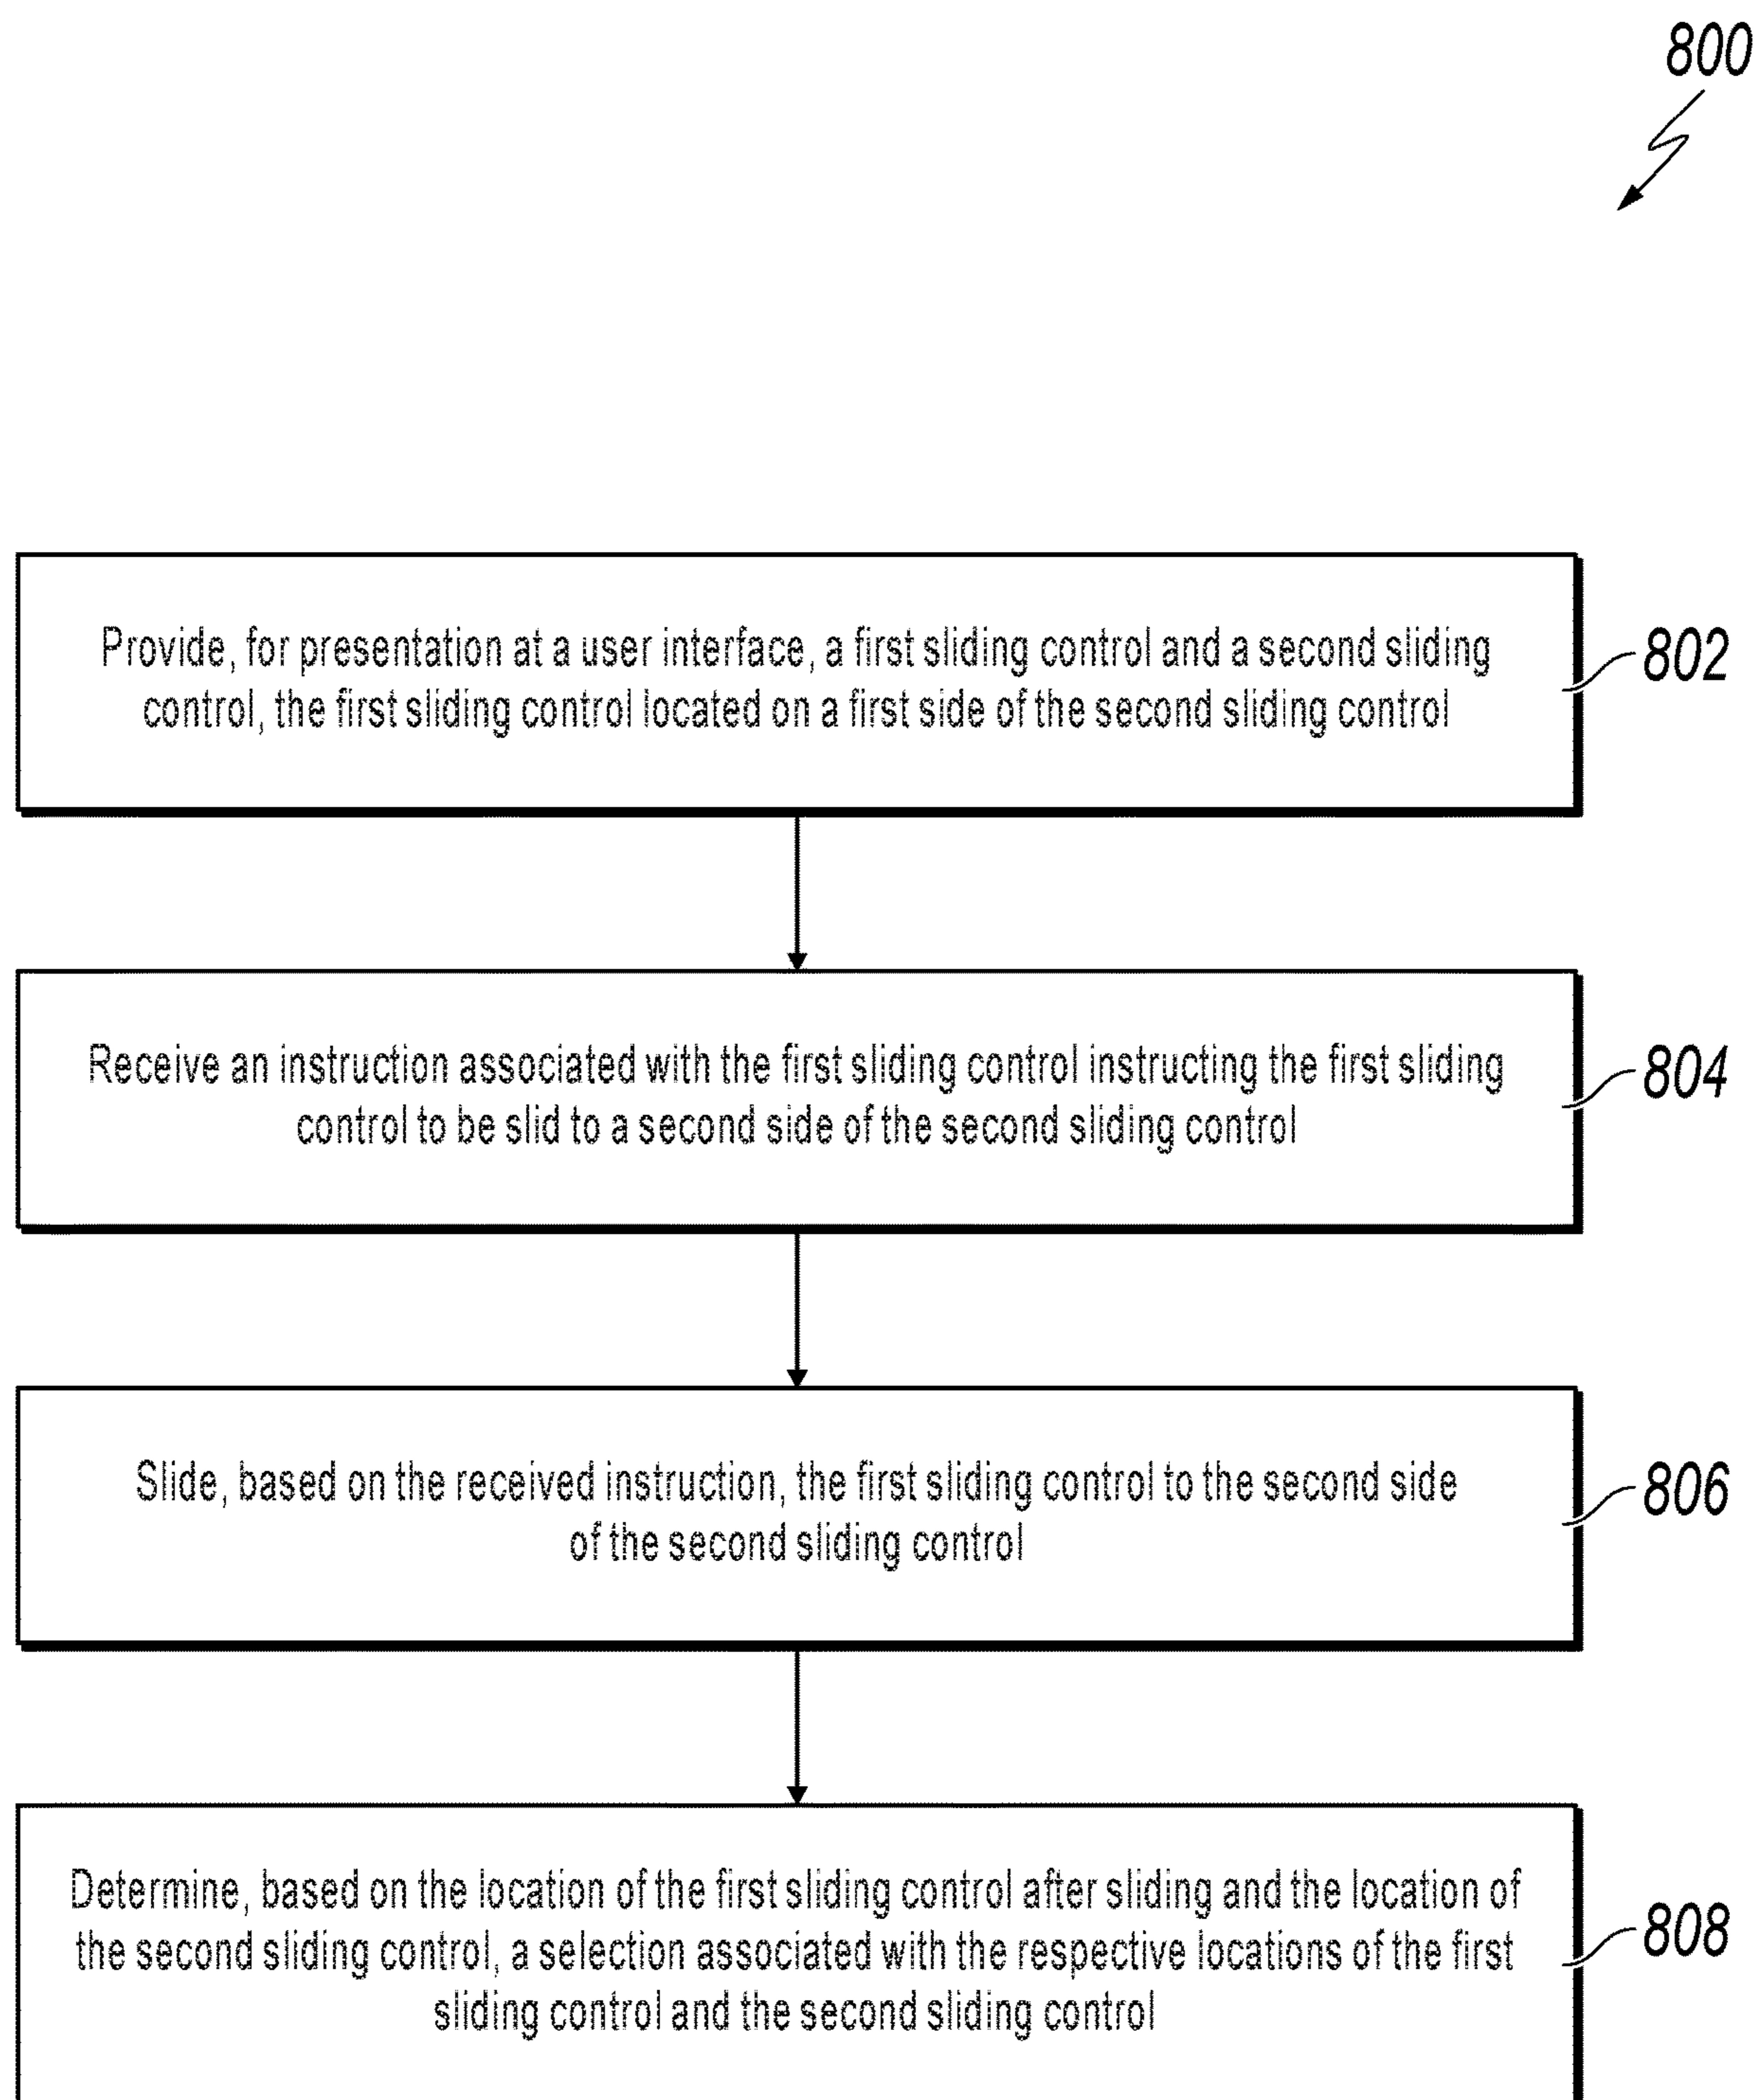 800
Provide, for presentation at a user interface, a first sliding control and a second sliding
control, the first sliding control located on a first side of the second sliding control
802
Receive an instruction associated with the first sliding control instructing the first sliding
control to be slid to a second side of the second sliding control
804
Slide, based on the received instruction, the first sliding control to the second side
of the second sliding control
806
Determine, based on the location of the first sliding control after sliding and the location of
the second sliding control, a selection associated with the respective locations of the first
sliding control and the second sliding control
808